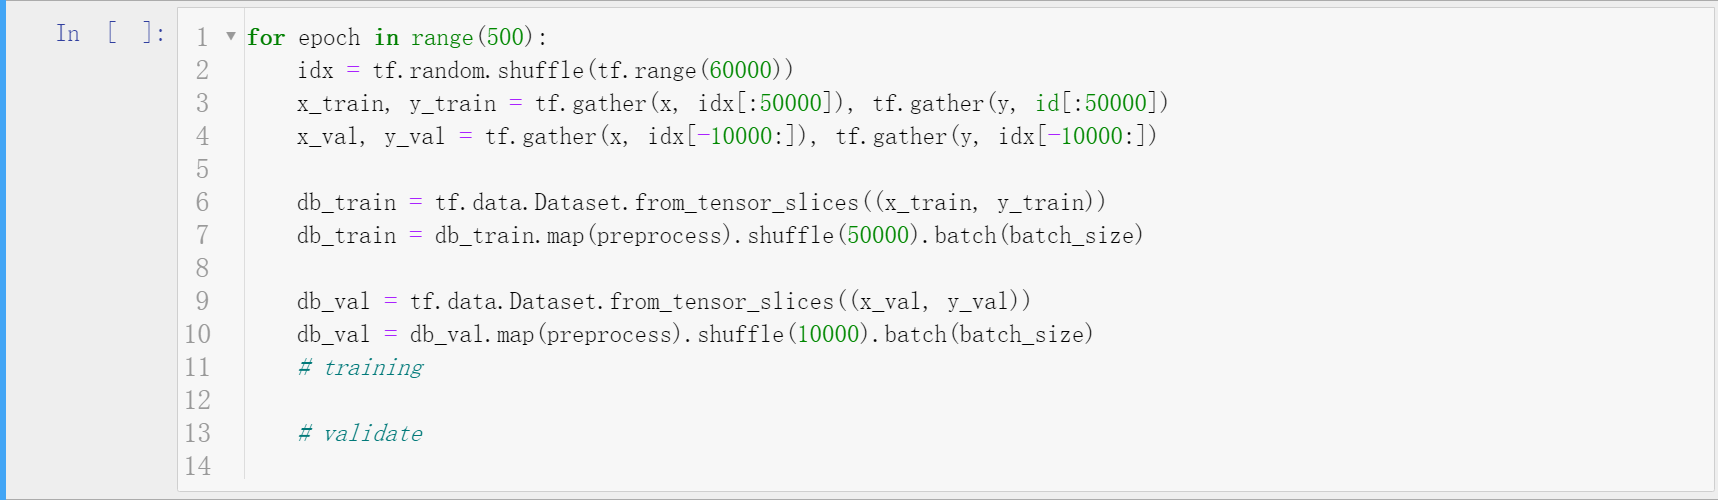 In [ ]:
1 for epoch in range(500):
2     idx = tf.random.shuffle(tf.range(60000))
3     x_train, y_train = tf.gather(x, idx[:50000]), tf.gather(y, id[:50000])
4     x_val, y_val = tf.gather(x, idx[-10000:]), tf.gather(y, idx[-10000:])
5
6     db_train = tf.data.Dataset.from_tensor_slices((x_train, y_train))
7     db_train = db_train.map(preprocess).shuffle(50000).batch(batch_size)
8
9     db_val = tf.data.Dataset.from_tensor_slices((x_val, y_val))
10     db_val = db_val.map(preprocess).shuffle(10000).batch(batch_size)
11     # training
12
13     # validate
14